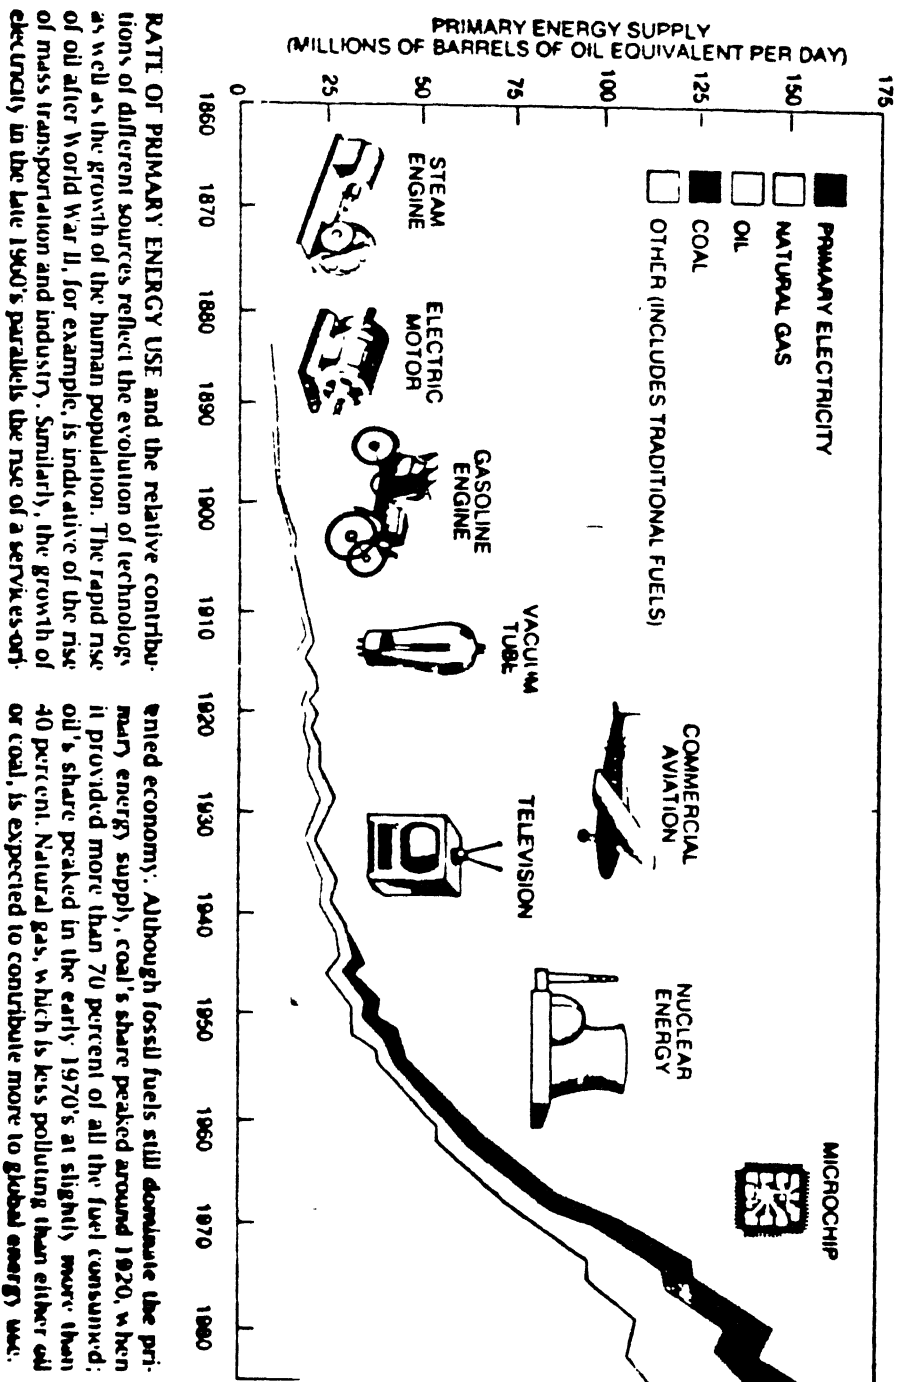 PRIMARY ENERGY SUPPLY
(MILLIONS OF BARRELS OF OIL EQUIVALENT PER DAY)
175
150
125
100
75
50
25
0
PRIMARY ELECTRICITY
NATURAL GAS
OIL
COAL
OTHER (INCLUDES TRADITIONAL FUELS)
STEAM
ENGINE
ELECTRIC
MOTOR
GASOLINE
ENGINE
VACUUM
TUBE
COMMERCIAL
AVIATION
TELEVISION
NUCLEAR
ENERGY
MICROCHIP
1860
1870
1880
1890
1900
1910
1920
1930
1940
1950
1960
1970
1980
RATE OF PRIMARY ENERGY USE and the relative contribu-
tions of different sources reflect the evolution of technology
as well as the growth of the human population. The rapid rise
of oil after World War II, for example, is indicative of the rise
of mass transportation and industry. Similarly, the growth of
electricity in the late 1960's parallels the rise of a services-ori-
ented economy. Although fossil fuels still dominate the pri-
mary energy supply, coal's share peaked around 1920, when
it provided more than 70 percent of all the fuel consumed;
oil's share peaked in the early 1970's at slightly more than
40 percent. Natural gas, which is less polluting than either oil
or coal, is expected to contribute more to global energy use.